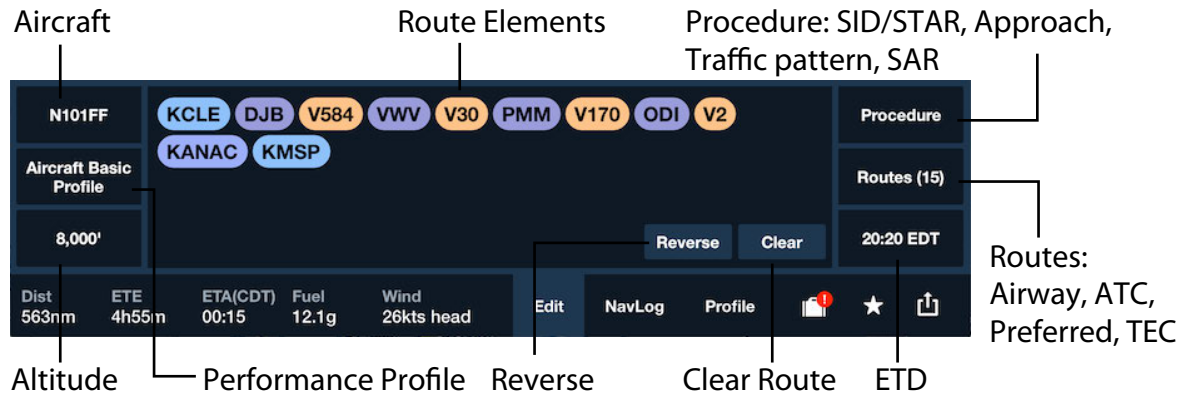 Aircraft
Route Elements
Procedure: SID/STAR, Approach,
Traffic pattern, SAR
N101FF
KCLE DJB V584 VWV V30 PMM V170 ODI V2
KANAC KMSP
Procedure
Aircraft Basic
Profile
Routes (15)
8,000'
Reverse
Clear
20:20 EDT
Dist ETE ETA(CDT) Fuel Wind
563nm 4h55m 00:15 12.1g 26kts head
Edit NavLog Profile
!
Routes:
Airway, ATC,
Preferred, TEC
Altitude
Performance Profile
Reverse
Clear Route
ETD